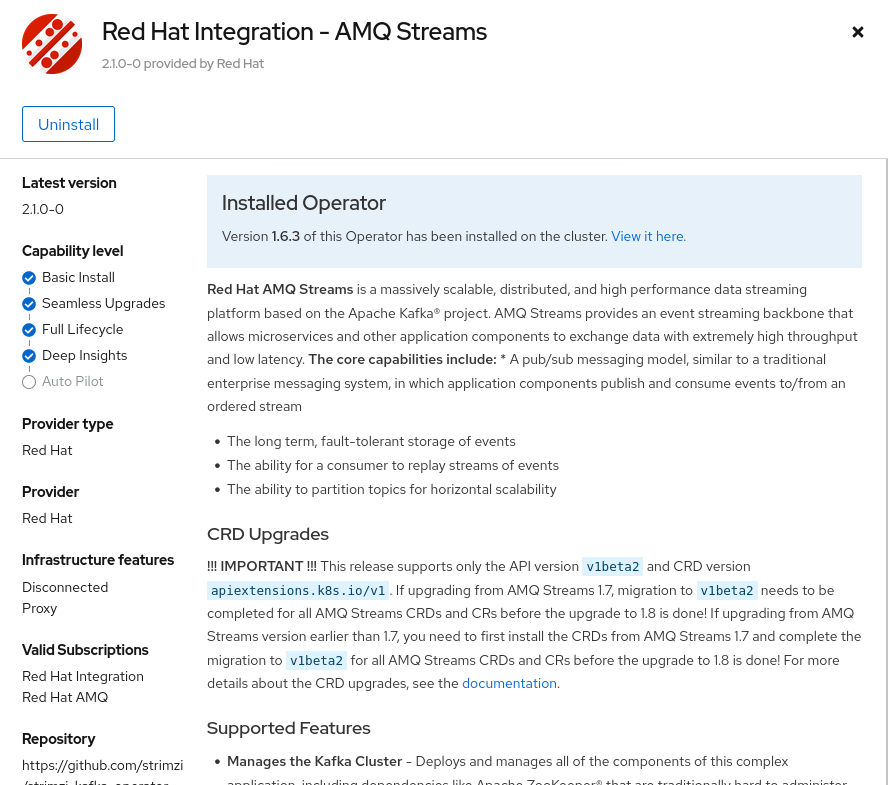 Red Hat Integration - AMQ Streams
2.1.0-0 provided by Red Hat
Uninstall
Latest version
2.1.0-0
Capability level
Basic Install
Seamless Upgrades
Full Lifecycle
Deep Insights
Auto Pilot
Provider type
Red Hat
Provider
Red Hat
Infrastructure features
Disconnected
Proxy
Valid Subscriptions
Red Hat Integration
Red Hat AMQ
Repository
https://github.com/strimzi
/strimzi-kafka-operator
Installed Operator
Version 1.6.3 of this Operator has been installed on the cluster. View it here.
Red Hat AMQ Streams is a massively scalable, distributed, and high performance data streaming
platform based on the Apache Kafka® project. AMQ Streams provides an event streaming backbone that
allows microservices and other application components to exchange data with extremely high throughput
and low latency. The core capabilities include: * A pub/sub messaging model, similar to a traditional
enterprise messaging system, in which application components publish and consume events to/from an
ordered stream
• The long term, fault-tolerant storage of events
• The ability for a consumer to replay streams of events
• The ability to partition topics for horizontal scalability
CRD Upgrades
!!! IMPORTANT !!! This release supports only the API version v1beta2 and CRD version
apiextensions.k8s.io/v1. If upgrading from AMQ Streams 1.7, migration to v1beta2 needs to be
completed for all AMQ Streams CRDs and CRs before the upgrade to 1.8 is done! If upgrading from AMQ
Streams version earlier than 1.7, you need to first install the CRDs from AMQ Streams 1.7 and complete the
migration to v1beta2 for all AMQ Streams CRDs and CRs before the upgrade to 1.8 is done! For more
details about the CRD upgrades, see the documentation.
Supported Features
• Manages the Kafka Cluster - Deploys and manages all of the components of this complex
application, including dependencies like Apache ZooKeeper® that are traditionally hard to administer.